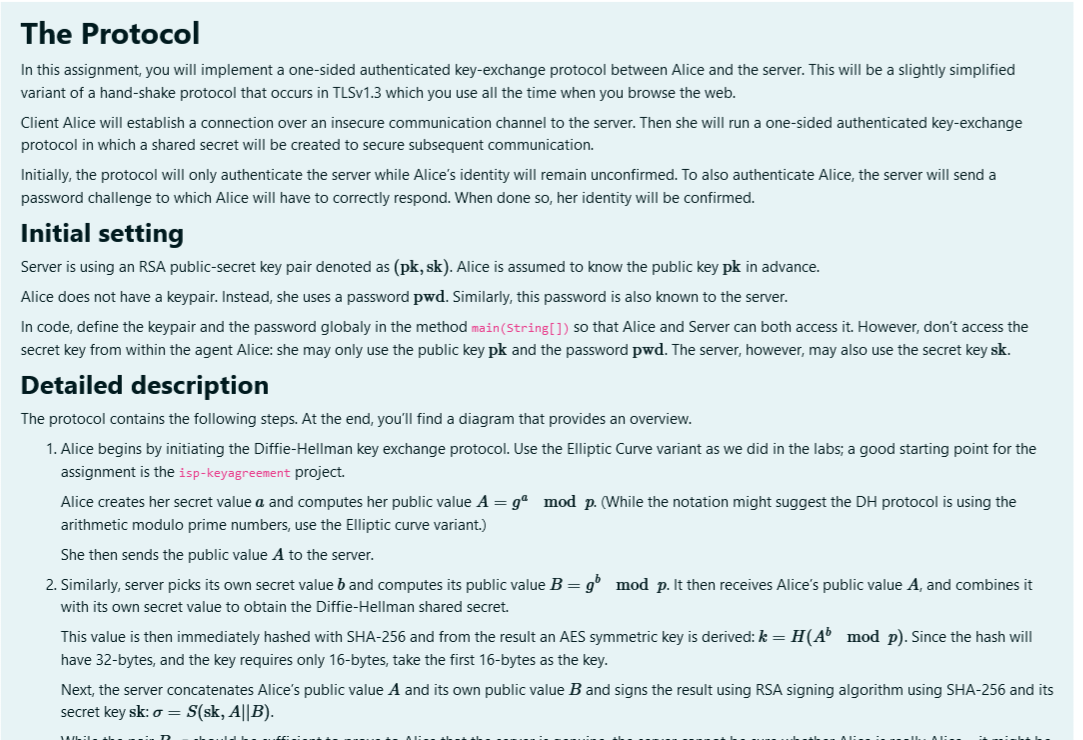 The Protocol
In this assignment, you will implement a one-sided authenticated key-exchange protocol between Alice and the server. This will be a slightly simplified
variant of a hand-shake protocol that occurs in TLSv1.3 which you use all the time when you browse the web.
Client Alice will establish a connection over an insecure communication channel to the server. Then she will run a one-sided authenticated key-exchange
protocol in which a shared secret will be created to secure subsequent communication.
Initially, the protocol will only authenticate the server while Alice's identity will remain unconfirmed. To also authenticate Alice, the server will send a
password challenge to which Alice will have to correctly respond. When done so, her identity will be confirmed.
Initial setting
Server is using an RSA public-secret key pair denoted as (pk, sk). Alice is assumed to know the public key pk in advance.
Alice does not have a keypair. Instead, she uses a password pwd. Similarly, this password is also known to the server.
In code, define the keypair and the password globaly in the method main(String[]) so that Alice and Server can both access it. However, don't access the
secret key from within the agent Alice: she may only use the public key pk and the password pwd. The server, however, may also use the secret key sk.
Detailed description
The protocol contains the following steps. At the end, you'll find a diagram that provides an overview.
1. Alice begins by initiating the Diffie-Hellman key exchange protocol. Use the Elliptic Curve variant as we did in the labs; a good starting point for the
assignment is the isp-keyagreement project.
Alice creates her secret value a and computes her public value A = gᵃ mod p. (While the notation might suggest the DH protocol is using the
arithmetic modulo prime numbers, use the Elliptic curve variant.)
She then sends the public value A to the server.
2. Similarly, server picks its own secret value b and computes its public value B = gᵇ mod p. It then receives Alice's public value A, and combines it
with its own secret value to obtain the Diffie-Hellman shared secret.
This value is then immediately hashed with SHA-256 and from the result an AES symmetric key is derived: k = H(Aᵇ mod p). Since the hash will
have 32-bytes, and the key requires only 16-bytes, take the first 16-bytes as the key.
Next, the server concatenates Alice's public value A and its own public value B and signs the result using RSA signing algorithm using SHA-256 and its
secret key sk: σ = S(sk, A||B).